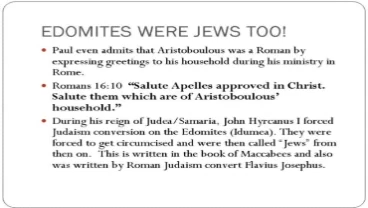 EDOMITES WERE JEWS TOO!
• Paul even admits that Aristoboulous was a Roman by
expressing greetings to his household during his ministry in
Rome.
• Romans 16:10 “Salute Apelles approved in Christ.
Salute them which are of Aristoboulous’
household.”
• During his reign of Judea/Samaria, John Hyrcanus I forced
Judaism conversion on the Edomites (Idumea). They were
forced to get circumcised and were then called “Jews” from
then on. This is written in the book of Maccabees and also
was written by Roman Judaism convert Flavius Josephus.